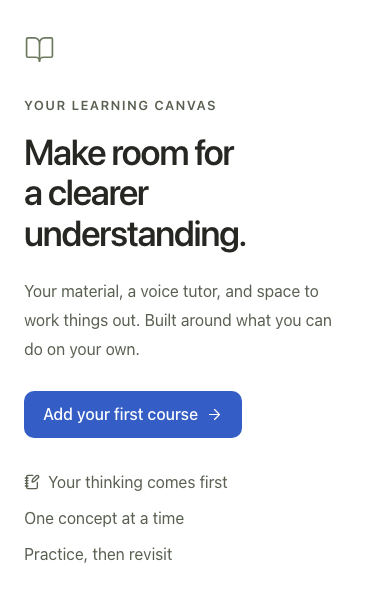 YOUR LEARNING CANVAS
Make room for
a clearer
understanding.
Your material, a voice tutor, and space to
work things out. Built around what you can
do on your own.
Add your first course →
Your thinking comes first
One concept at a time
Practice, then revisit